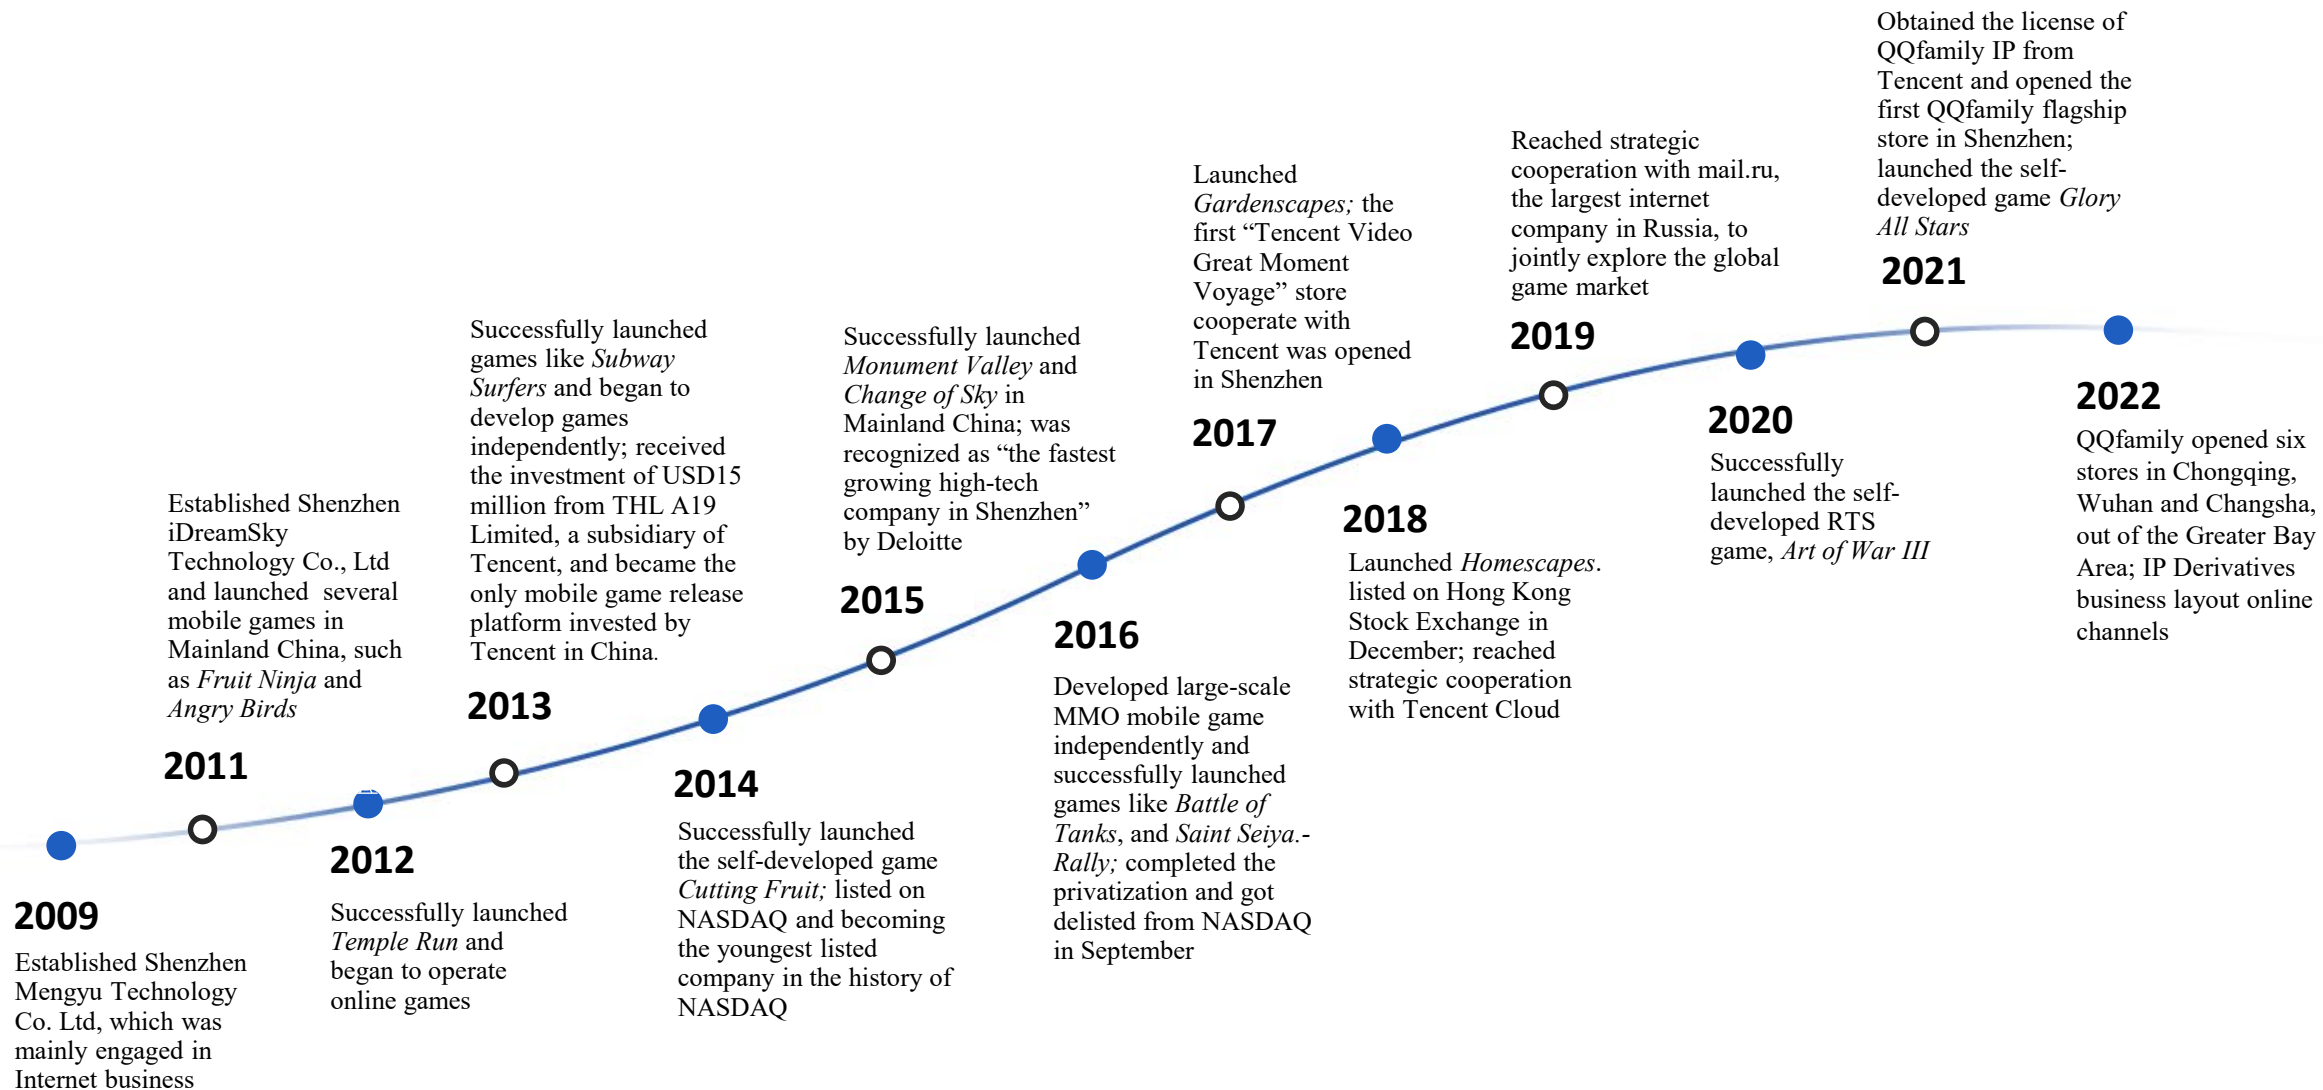 2009
Established Shenzhen
Mengyu Technology
Co. Ltd, which was
mainly engaged in
Internet business
Established Shenzhen
iDreamSky
Technology Co., Ltd
and launched  several
mobile games in
Mainland China, such
as Fruit Ninja and
Angry Birds
2011
2012
Successfully launched
Temple Run and
began to operate
online games
Successfully launched
games like Subway
Surfers and began to
develop games
independently; received
the investment of USD15
million from THL A19
Limited, a subsidiary of
Tencent, and became the
only mobile game release
platform invested by
Tencent in China.
2013
2014
Successfully launched
the self-developed game
Cutting Fruit; listed on
NASDAQ and becoming
the youngest listed
company in the history of
NASDAQ
Successfully launched
Monument Valley and
Change of Sky in
Mainland China; was
recognized as “the fastest
growing high-tech
company in Shenzhen”
by Deloitte
2015
2016
Developed large-scale
MMO mobile game
independently and
successfully launched
games like Battle of
Tanks, and Saint Seiya.-
Rally; completed the
privatization and got
delisted from NASDAQ
in September
Launched
Gardenscapes; the
first “Tencent Video
Great Moment
Voyage” store
cooperate with
Tencent was opened
in Shenzhen
2017
2018
Launched Homescapes.
listed on Hong Kong
Stock Exchange in
December; reached
strategic cooperation
with Tencent Cloud
Reached strategic
cooperation with mail.ru,
the largest internet
company in Russia, to
jointly explore the global
game market
2019
2020
Successfully
launched the self-
developed RTS
game, Art of War III
Obtained the license of
QQfamily IP from
Tencent and opened the
first QQfamily flagship
store in Shenzhen;
launched the self-
developed game Glory
All Stars
2021
2022
QQfamily opened six
stores in Chongqing,
Wuhan and Changsha,
out of the Greater Bay
Area; IP Derivatives
business layout online
channels